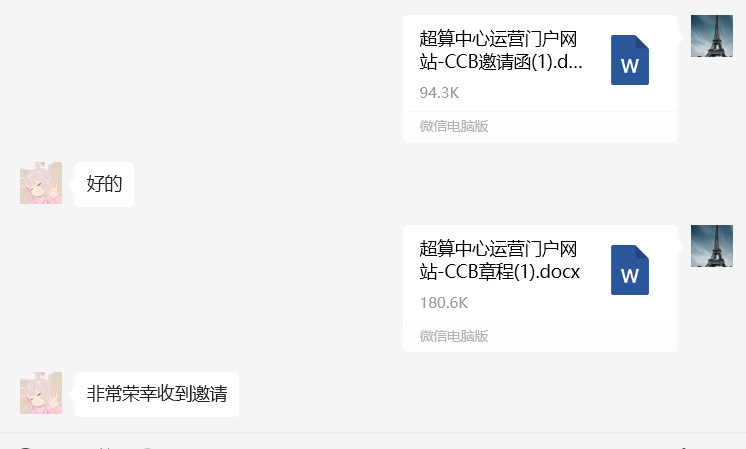 超算中心运营门户网
站-CCB邀请函(1).d...
W
94.3K
微信电脑版
好的
超算中心运营门户网
站-CCB章程(1).docx
W
180.6K
微信电脑版
非常荣幸收到邀请